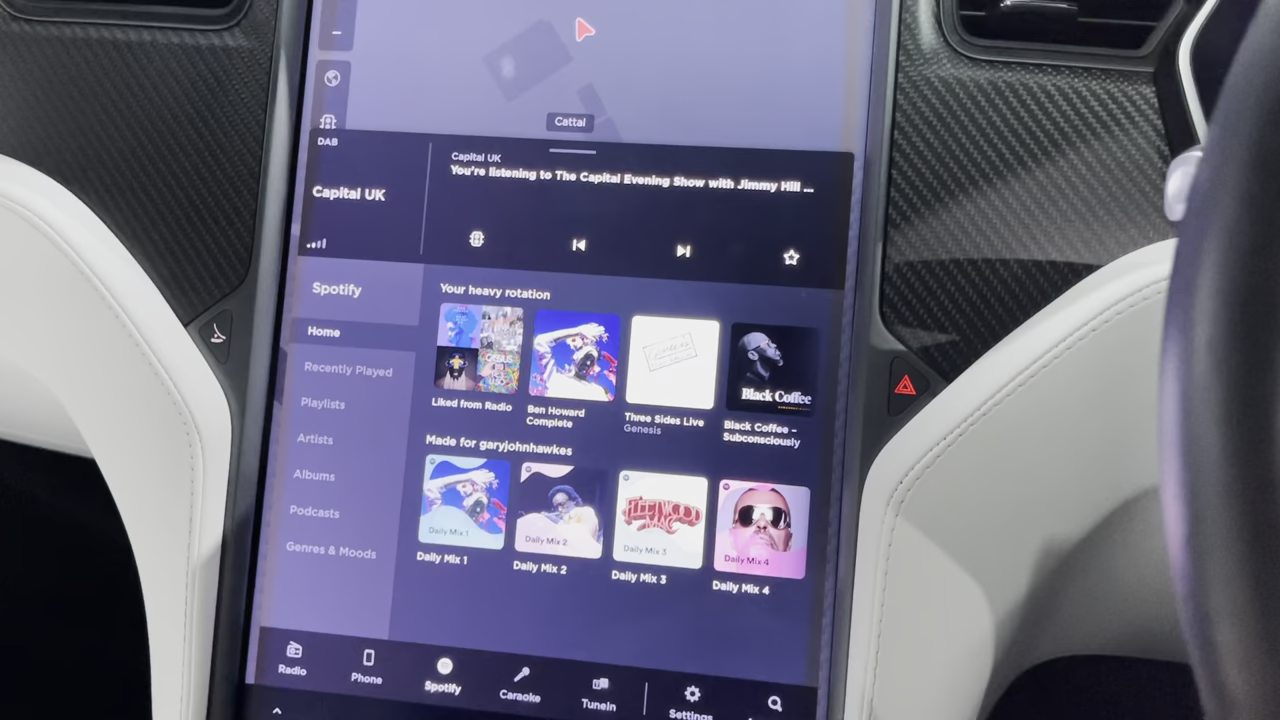 Cattal
DAB
Capital UK
Capital UK
You're listening to The Capital Evening Show with Jimmy Hill ...
Spotify
Home
Recently Played
Playlists
Artists
Albums
Podcasts
Genres & Moods
Your heavy rotation
Liked from Radio
Ben Howard
Complete
Three Sides Live
Genesis
Black Coffee
Black Coffee -
Subconsciously
Made for garyjohnhawkes
Daily Mix 1
Daily Mix 1
Daily Mix 2
Daily Mix 2
FLEETWOOD
MAC
Daily Mix 3
Daily Mix 3
Daily Mix 4
Daily Mix 4
Radio
Phone
Spotify
Caraoke
TuneIn
Settings